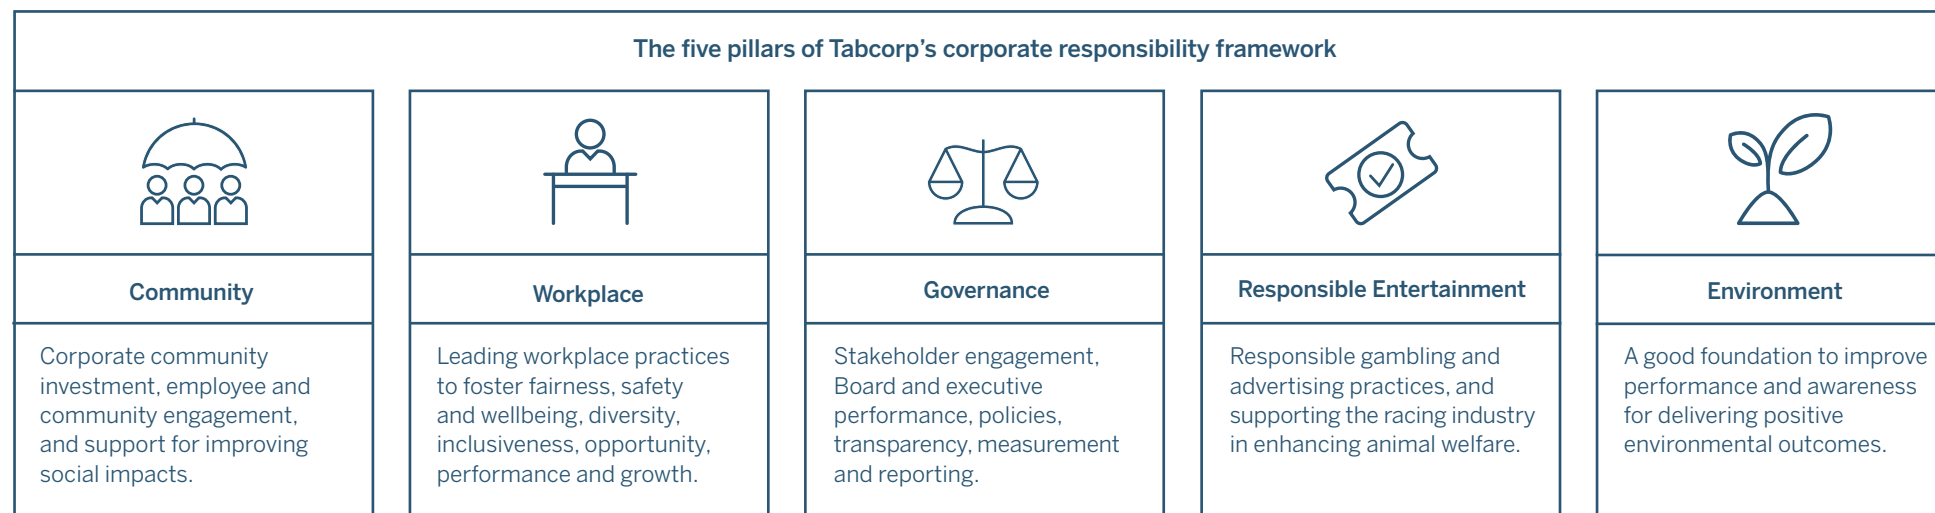 The five pillars of Tabcorp’s corporate responsibility framework
Community
Corporate community
investment, employee and
community engagement,
and support for improving
social impacts.
Workplace
Leading workplace practices
to foster fairness, safety
and wellbeing, diversity,
inclusiveness, opportunity,
performance and growth.
Governance
Stakeholder engagement,
Board and executive
performance, policies,
transparency, measurement
and reporting.
Responsible Entertainment
Responsible gambling and
advertising practices, and
supporting the racing industry
in enhancing animal welfare.
Environment
A good foundation to improve
performance and awareness
for delivering positive
environmental outcomes.